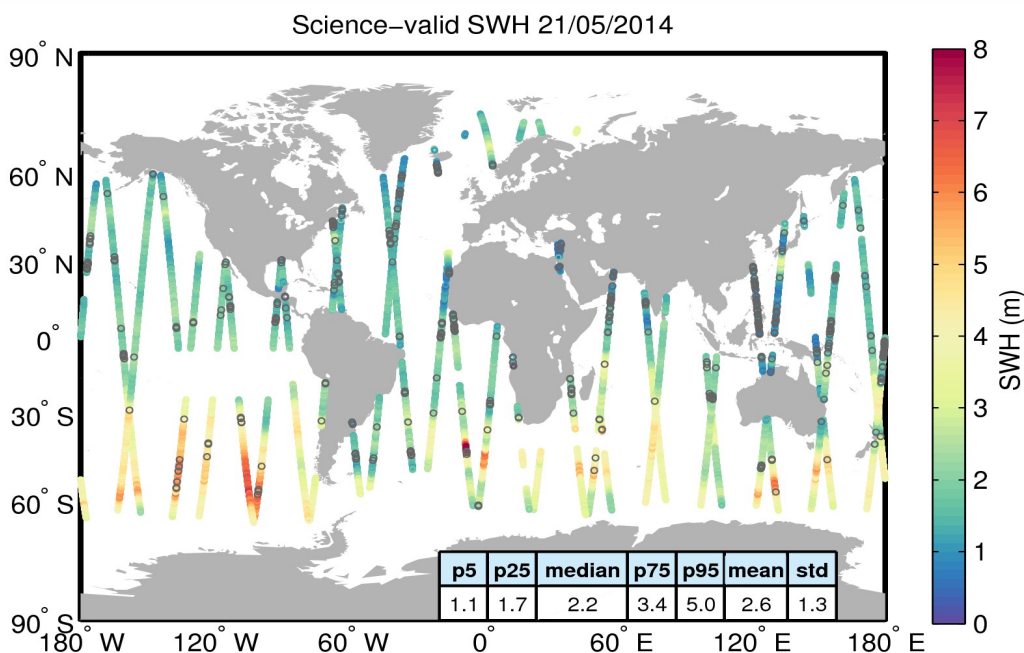 Science−valid SWH 21/05/2014
90° N
60° N
30° N
0°
30° S
60° S
90° S
180° W
120° W
60° W
0°
60° E
120° E
180° E
p5 p25 median p75 p95 mean std
1.1 1.7 2.2 3.4 5.0 2.6 1.3
8
7
6
5
4
3
2
1
0
SWH (m)